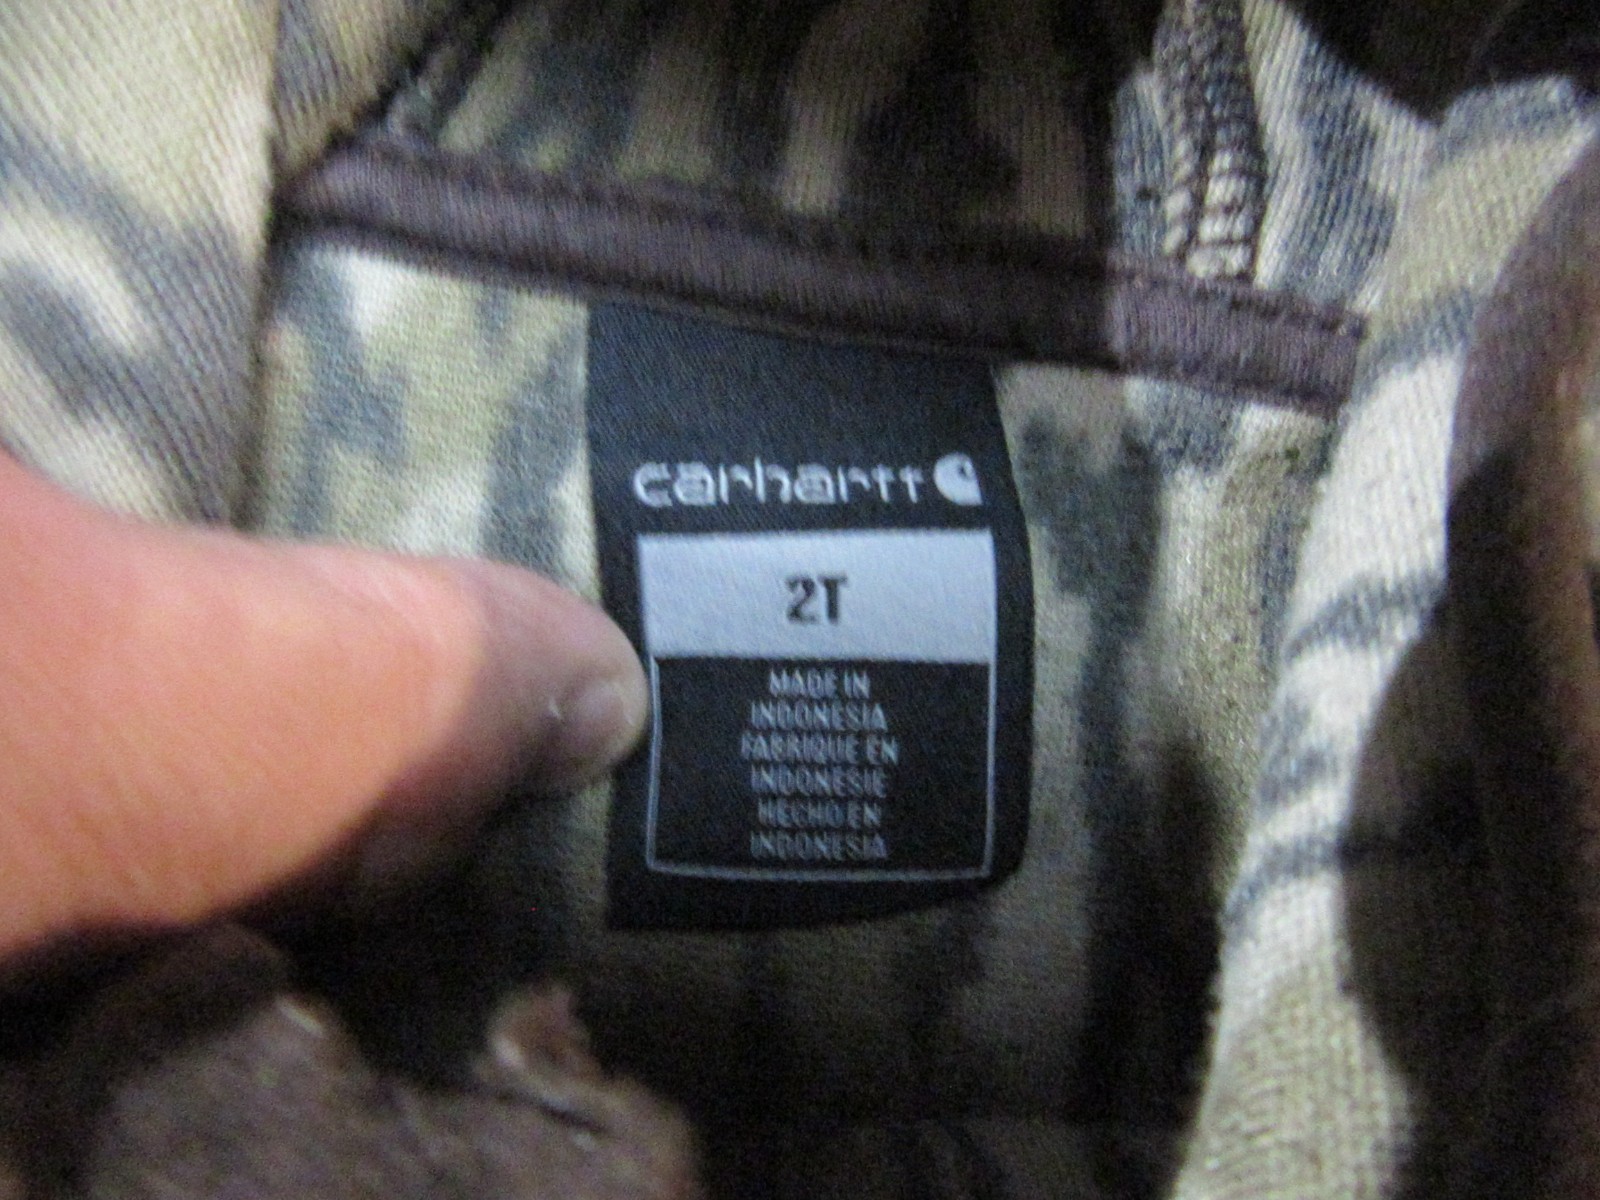 carhartt
2T
MADE IN
INDONESIA
FABRIQUE EN
INDONESIE
HECHO EN
INDONESIA